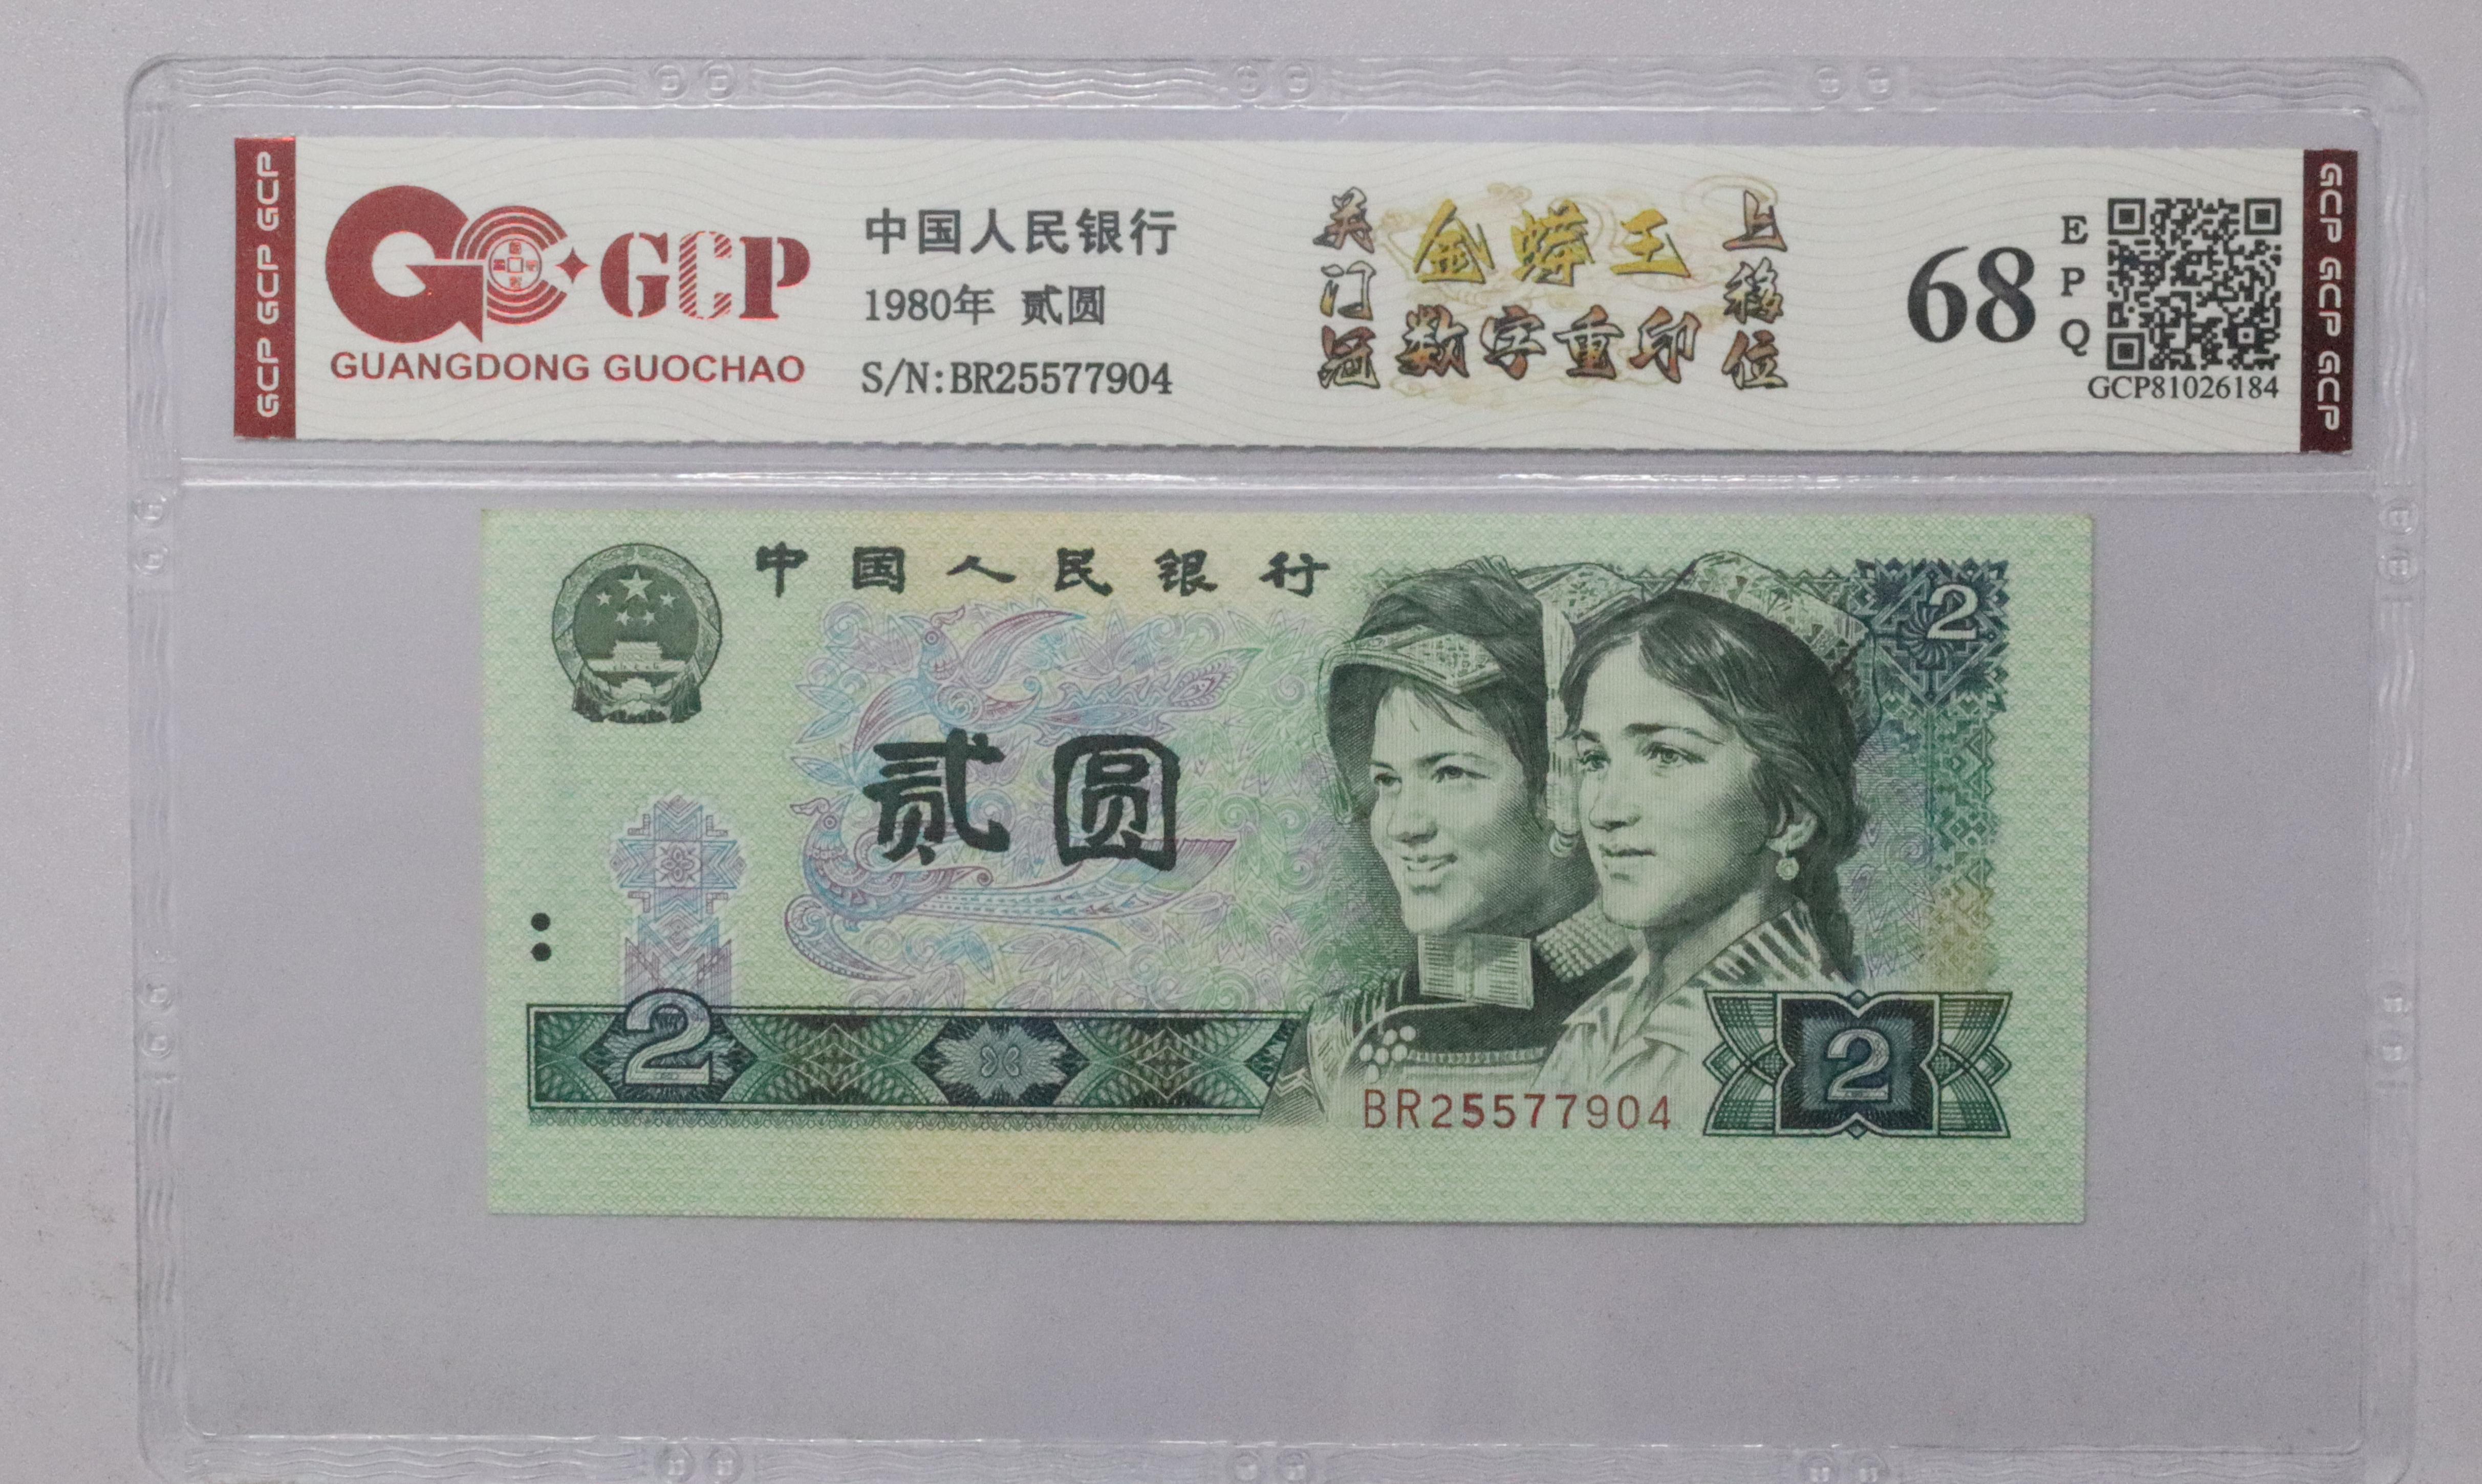 GCP GCP GCP
GCP
GUANGDONG GUOCHAO
中国人民银行
1980年 贰圆
S/N:BR25577904
关门冠
金蟒王
数字重印
上移位
68
EPQ
GCP81026184
GCP GCP GCP
中国人民银行
2
贰圆
2
2
BR25577904